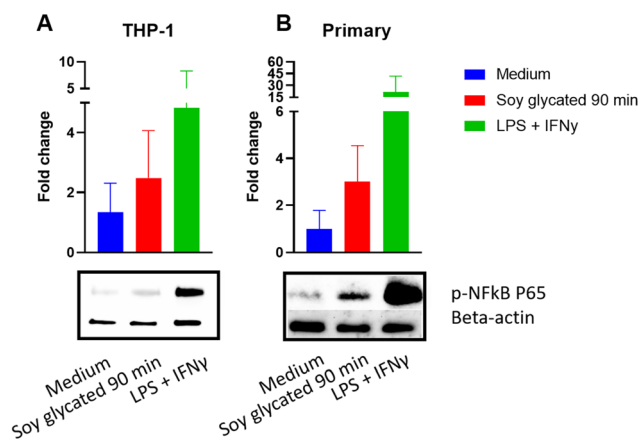 A
THP-1
10
5
4
2
0
Fold change
B
Primary
60
45
30
15
6
4
2
0
Fold change
Medium
Soy glycated 90 min
LPS + IFNγ
p-NFkB P65
Beta-actin
Medium
Soy glycated 90 min
LPS + IFNγ
Medium
Soy glycated 90 min
LPS + IFNγ